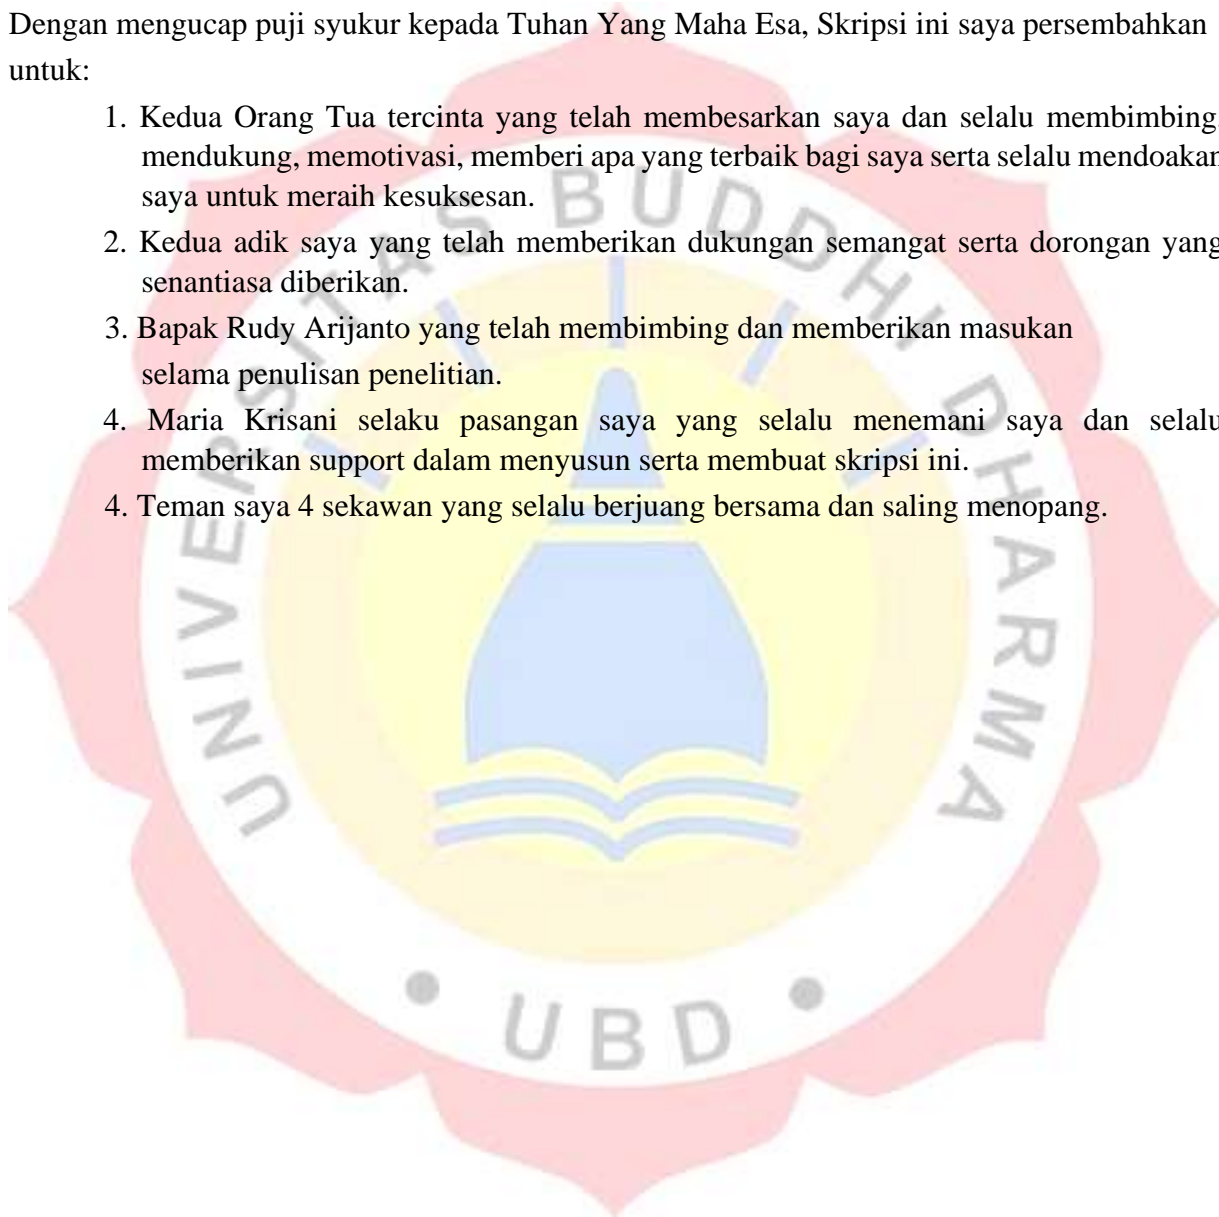 Dengan mengucap puji syukur kepada Tuhan Yang Maha Esa, Skripsi ini saya persembahkan
untuk:
1. Kedua Orang Tua tercinta yang telah membesarkan saya dan selalu membimbing,
mendukung, memotivasi, memberi apa yang terbaik bagi saya serta selalu mendoakan
saya untuk meraih kesuksesan.
2. Kedua adik saya yang telah memberikan dukungan semangat serta dorongan yang
senantiasa diberikan.
3. Bapak Rudy Arijanto yang telah membimbing dan memberikan masukan
selama penulisan penelitian.
4. Maria Krisani selaku pasangan saya yang selalu menemani saya dan selalu
memberikan support dalam menyusun serta membuat skripsi ini.
4. Teman saya 4 sekawan yang selalu berjuang bersama dan saling menopang.
UNIVERSITAS BUDDHI DHARMA
• UBD •